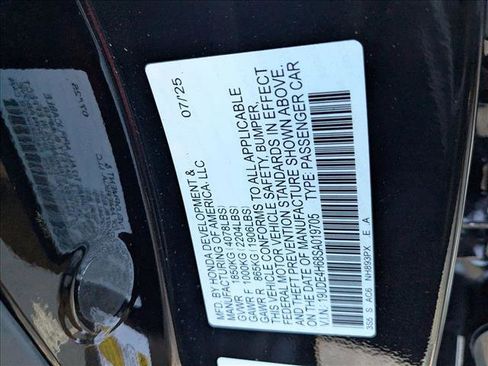 MFD. BY HONDA DEVELOPMENT &
MANUFACTURING OF AMERICA, LLC 07/25
GVWR 1850KG(4078LBS)
GAWR F 1000KG(2204LBS)
GAWR R 865KG(1906LBS)
THIS VEHICLE CONFORMS TO ALL APPLICABLE
FEDERAL MOTOR VEHICLE SAFETY, BUMPER,
AND THEFT PREVENTION STANDARDS IN EFFECT
ON THE DATE OF MANUFACTURE SHOWN ABOVE.
V.I.N.: 19UDE4H68SA019705 TYPE: PASSENGER CAR
3S5 S AC6 NH893PX E .A